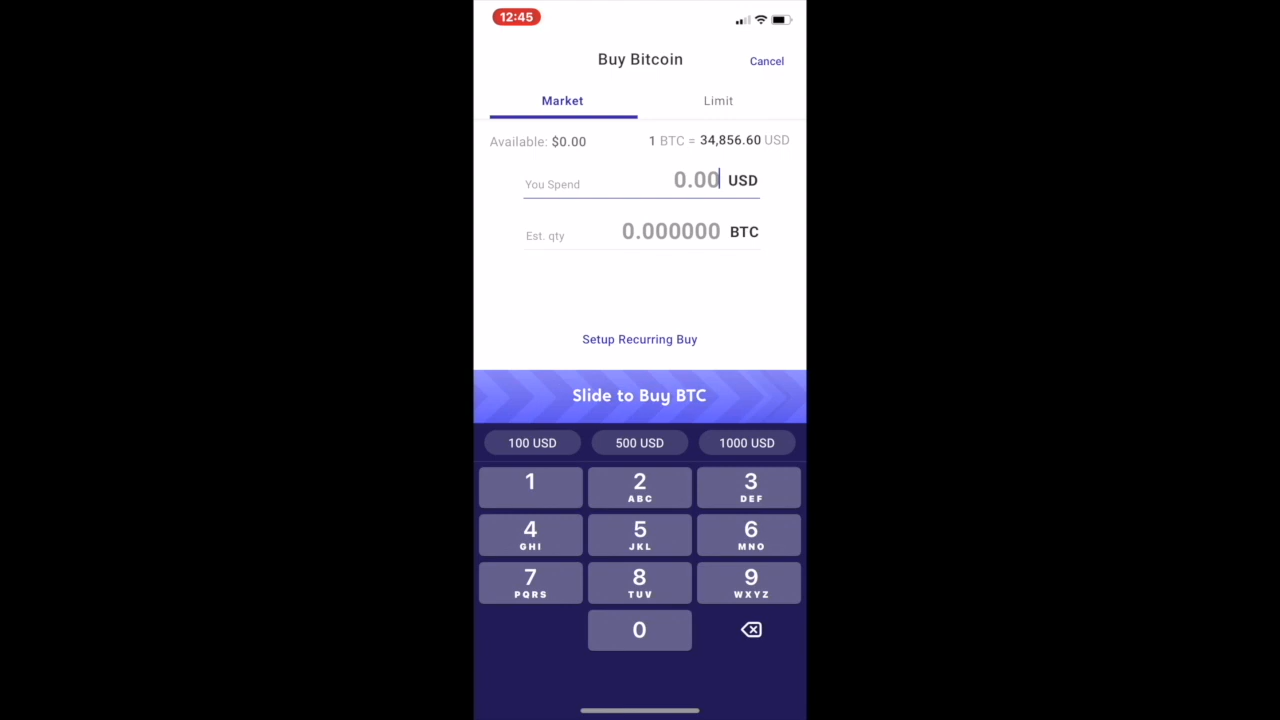 12:45
Buy Bitcoin
Cancel
Market
Limit
Available: $0.00
1 BTC = 34,856.60 USD
You Spend
0.00 USD
Est. qty
0.000000 BTC
Setup Recurring Buy
Slide to Buy BTC
100 USD
500 USD
1000 USD
1
2
ABC
3
DEF
4
GHI
5
JKL
6
MNO
7
PQRS
8
TUV
9
WXYZ
0